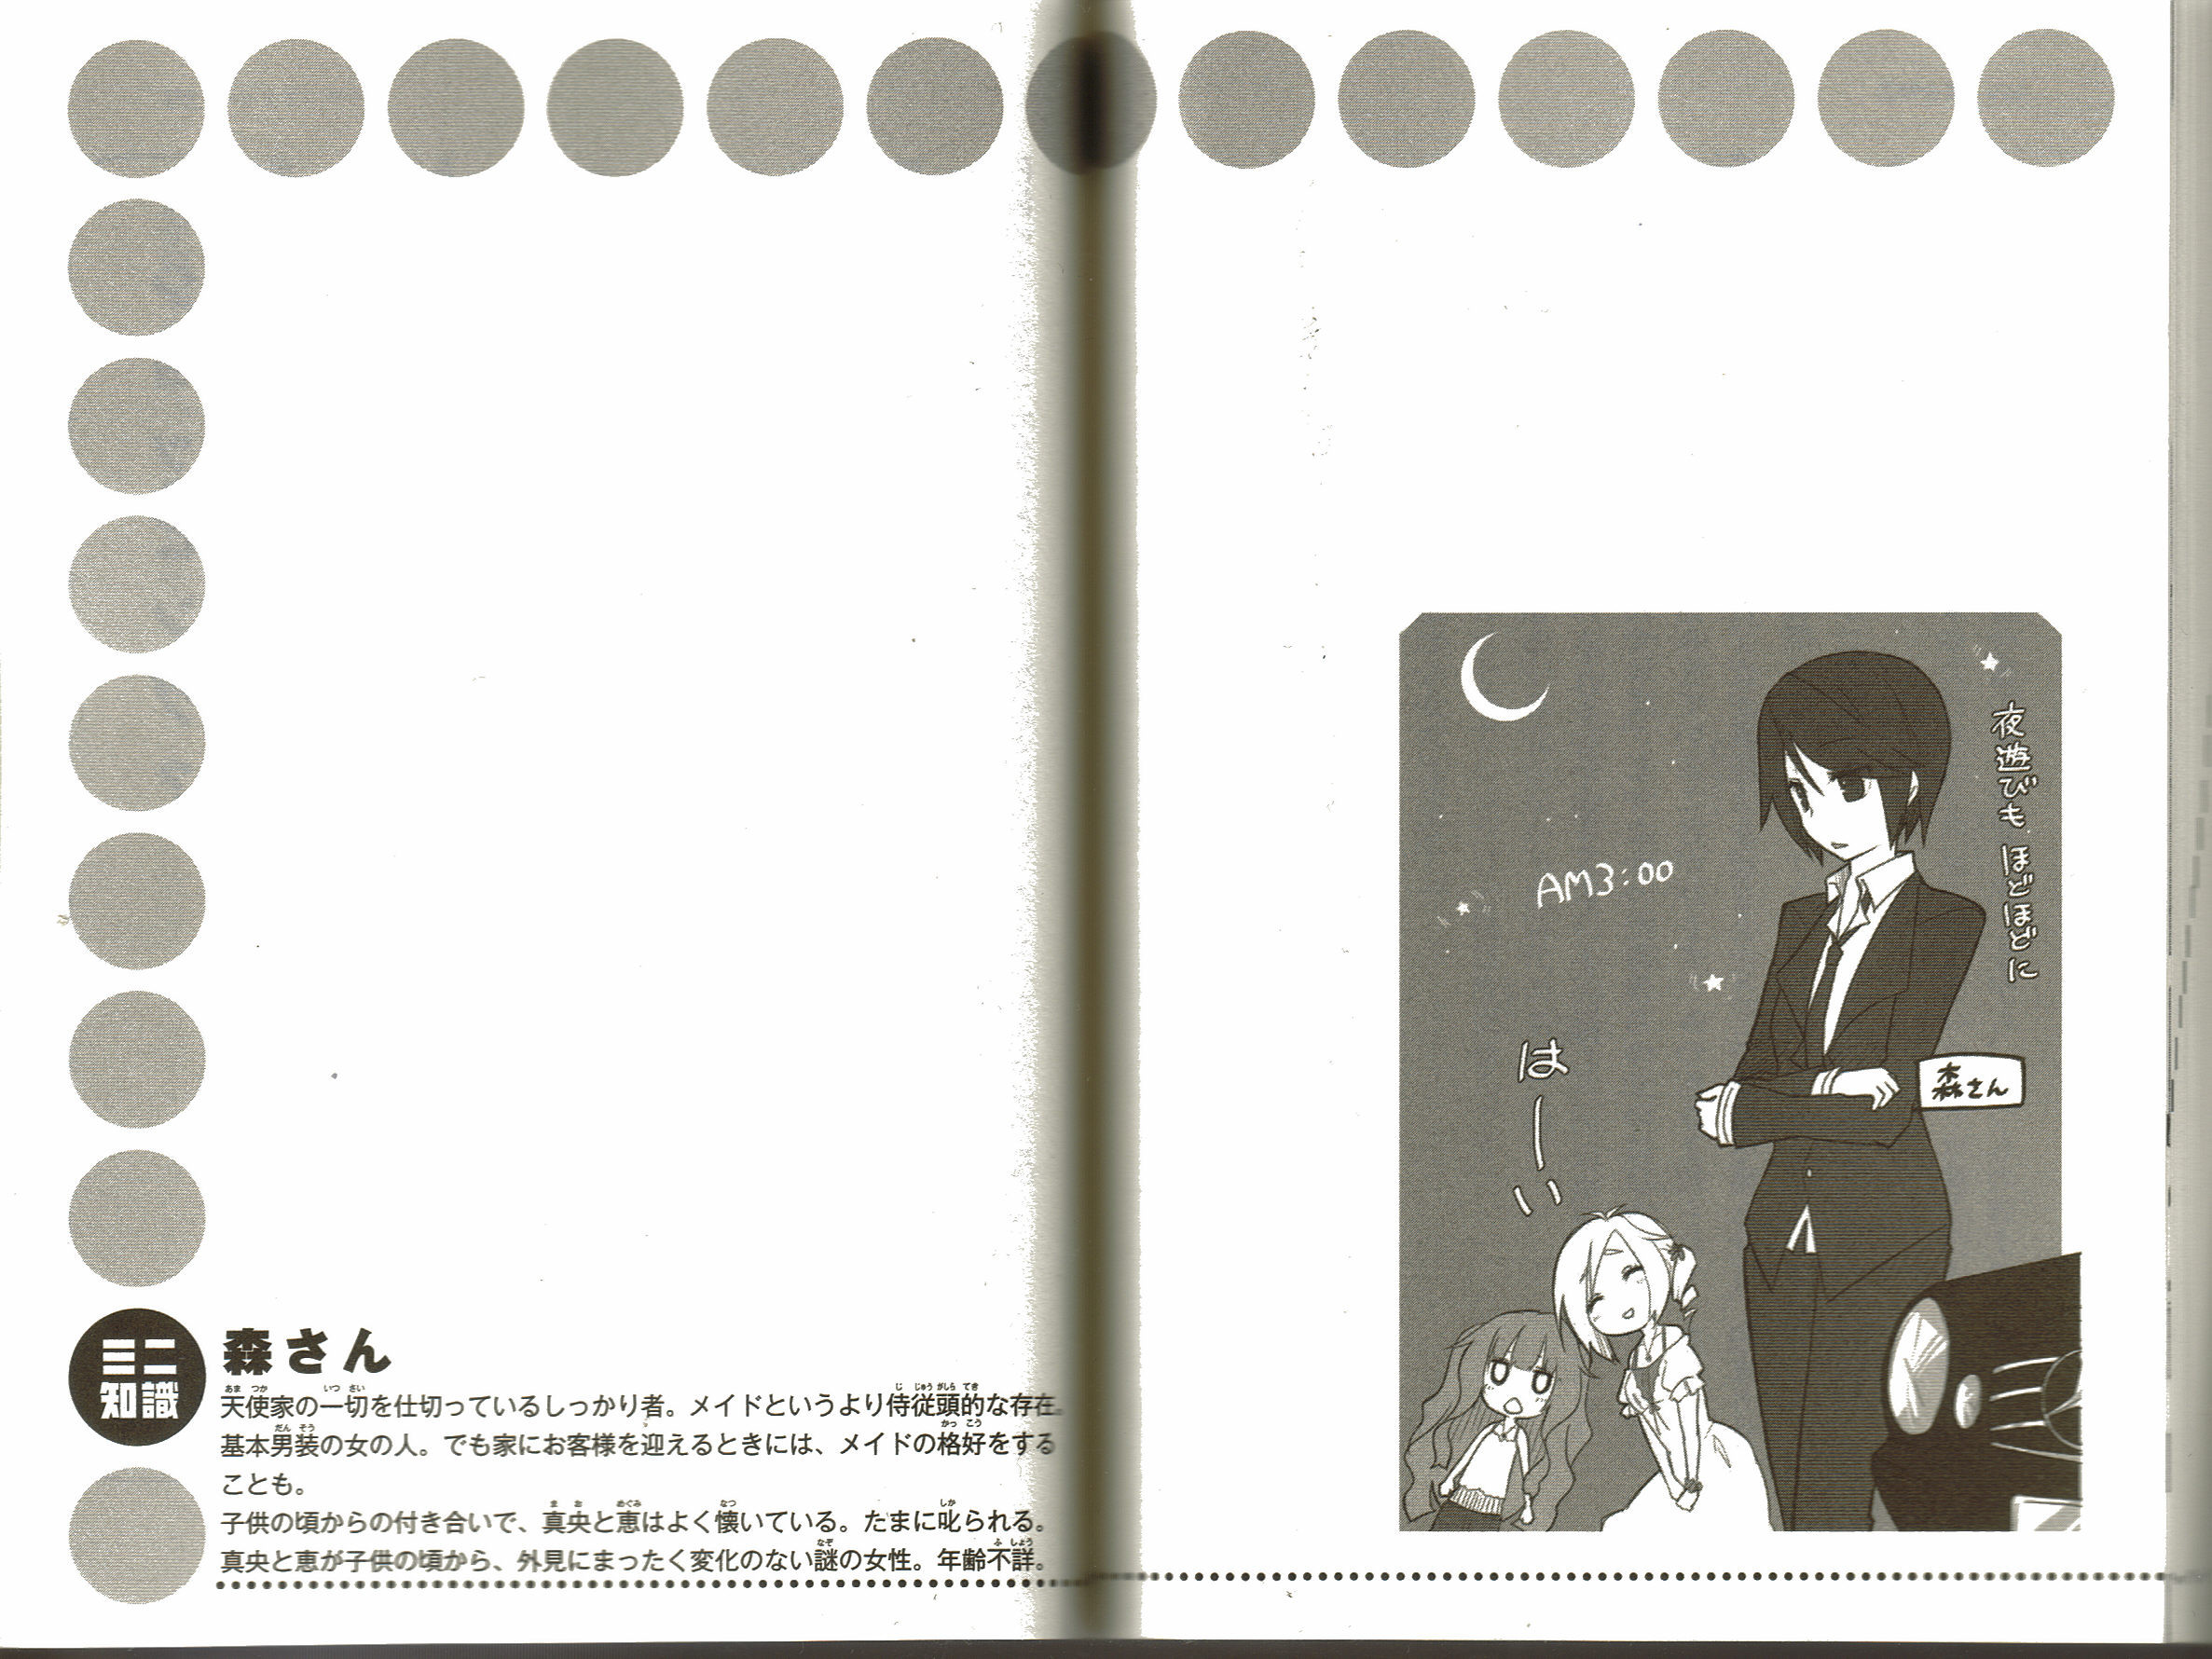 夜遊びも ほどほどに
AM3:00
はーい
森さん
ミニ
知識
森さん
天使家の一切を仕切っているしっかり者。メイドというより侍従頭的な存在。
基本男装の女の人。でも家にお客様を迎えるときには、メイドの格好をする
ことも。
子供の頃からの付き合いで、真央と恵はよく懐いている。たまに叱られる。
真央と恵が子供の頃から、外見にまったく変化のない謎の女性。年齢不詳。